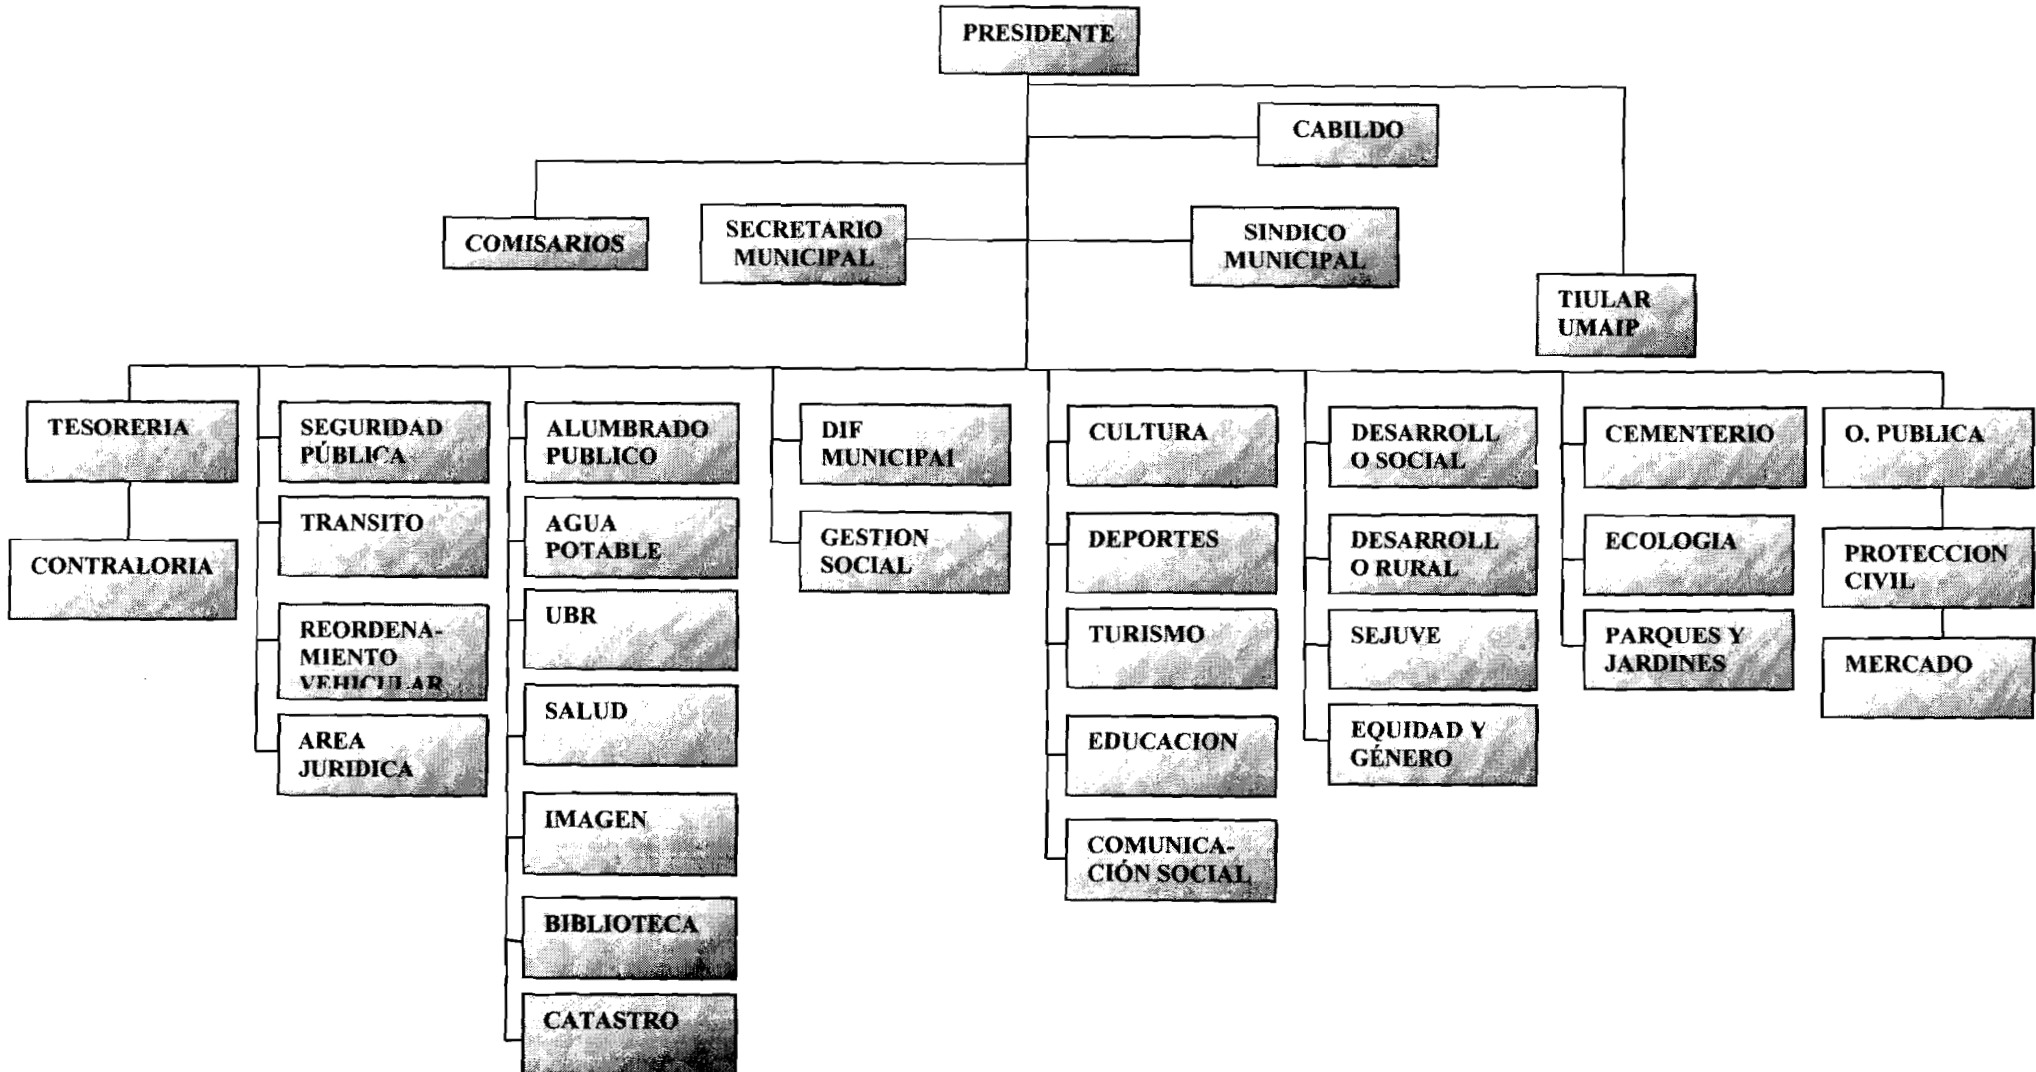 PRESIDENTE
CABILDO
COMISARIOS
SECRETARIO
MUNICIPAL
SINDICO
MUNICIPAL
TIULAR
UMAIP
TESORERIA
CONTRALORIA
SEGURIDAD
PÚBLICA
TRANSITO
REORDENA-
MIENTO
VEHICULAR
AREA
JURIDICA
ALUMBRADO
PUBLICO
AGUA
POTABLE
UBR
SALUD
IMAGEN
BIBLIOTECA
CATASTRO
DIF
MUNICIPAL
GESTION
SOCIAL
CULTURA
DEPORTES
TURISMO
EDUCACION
COMUNICA-
CIÓN SOCIAL
DESARROLL
O SOCIAL
DESARROLL
O RURAL
SEJUVE
EQUIDAD Y
GÉNERO
CEMENTERIO
ECOLOGIA
PARQUES Y
JARDINES
O. PUBLICA
PROTECCION
CIVIL
MERCADO